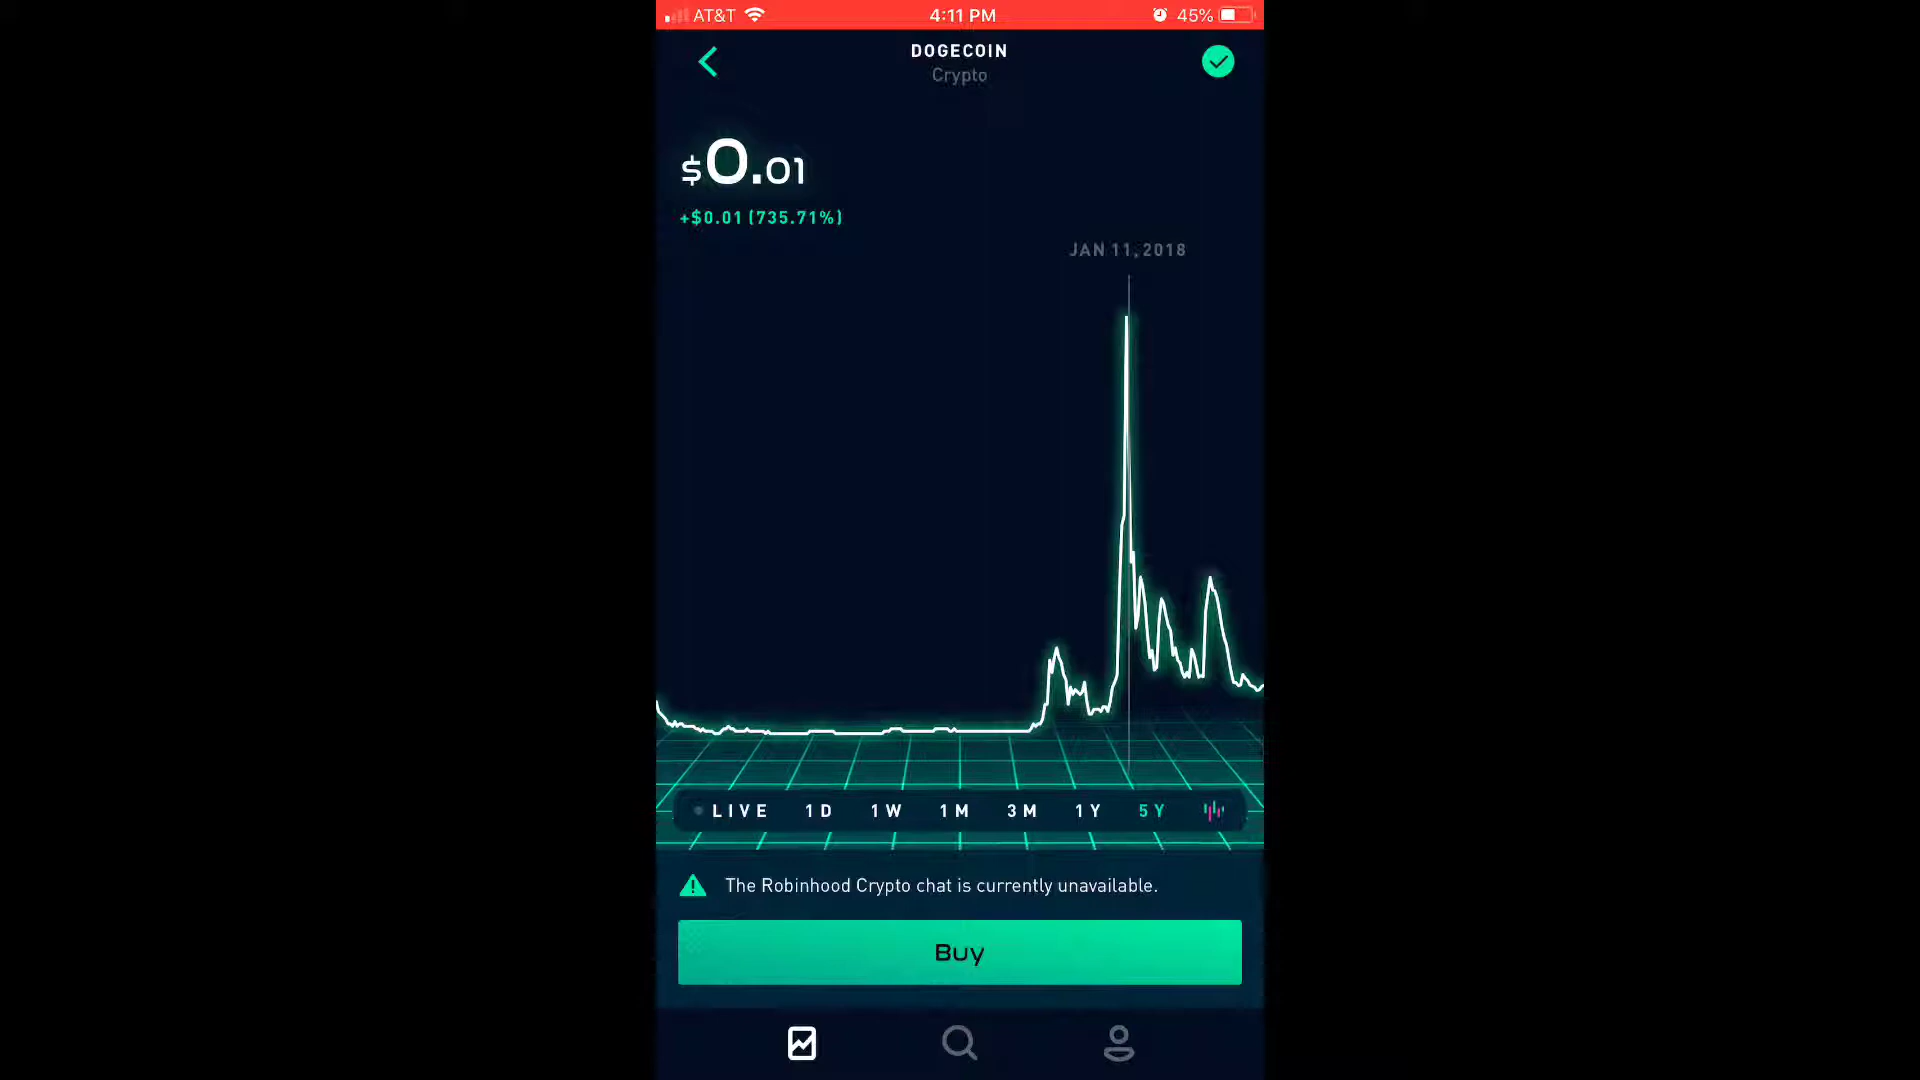 AT&T 4:11 PM 45%
DOGECOIN
Crypto
$0.01
+$0.01 (735.71%)
JAN 11, 2018
LIVE 1D 1W 1M 3M 1Y 5Y
The Robinhood Crypto chat is currently unavailable.
Buy